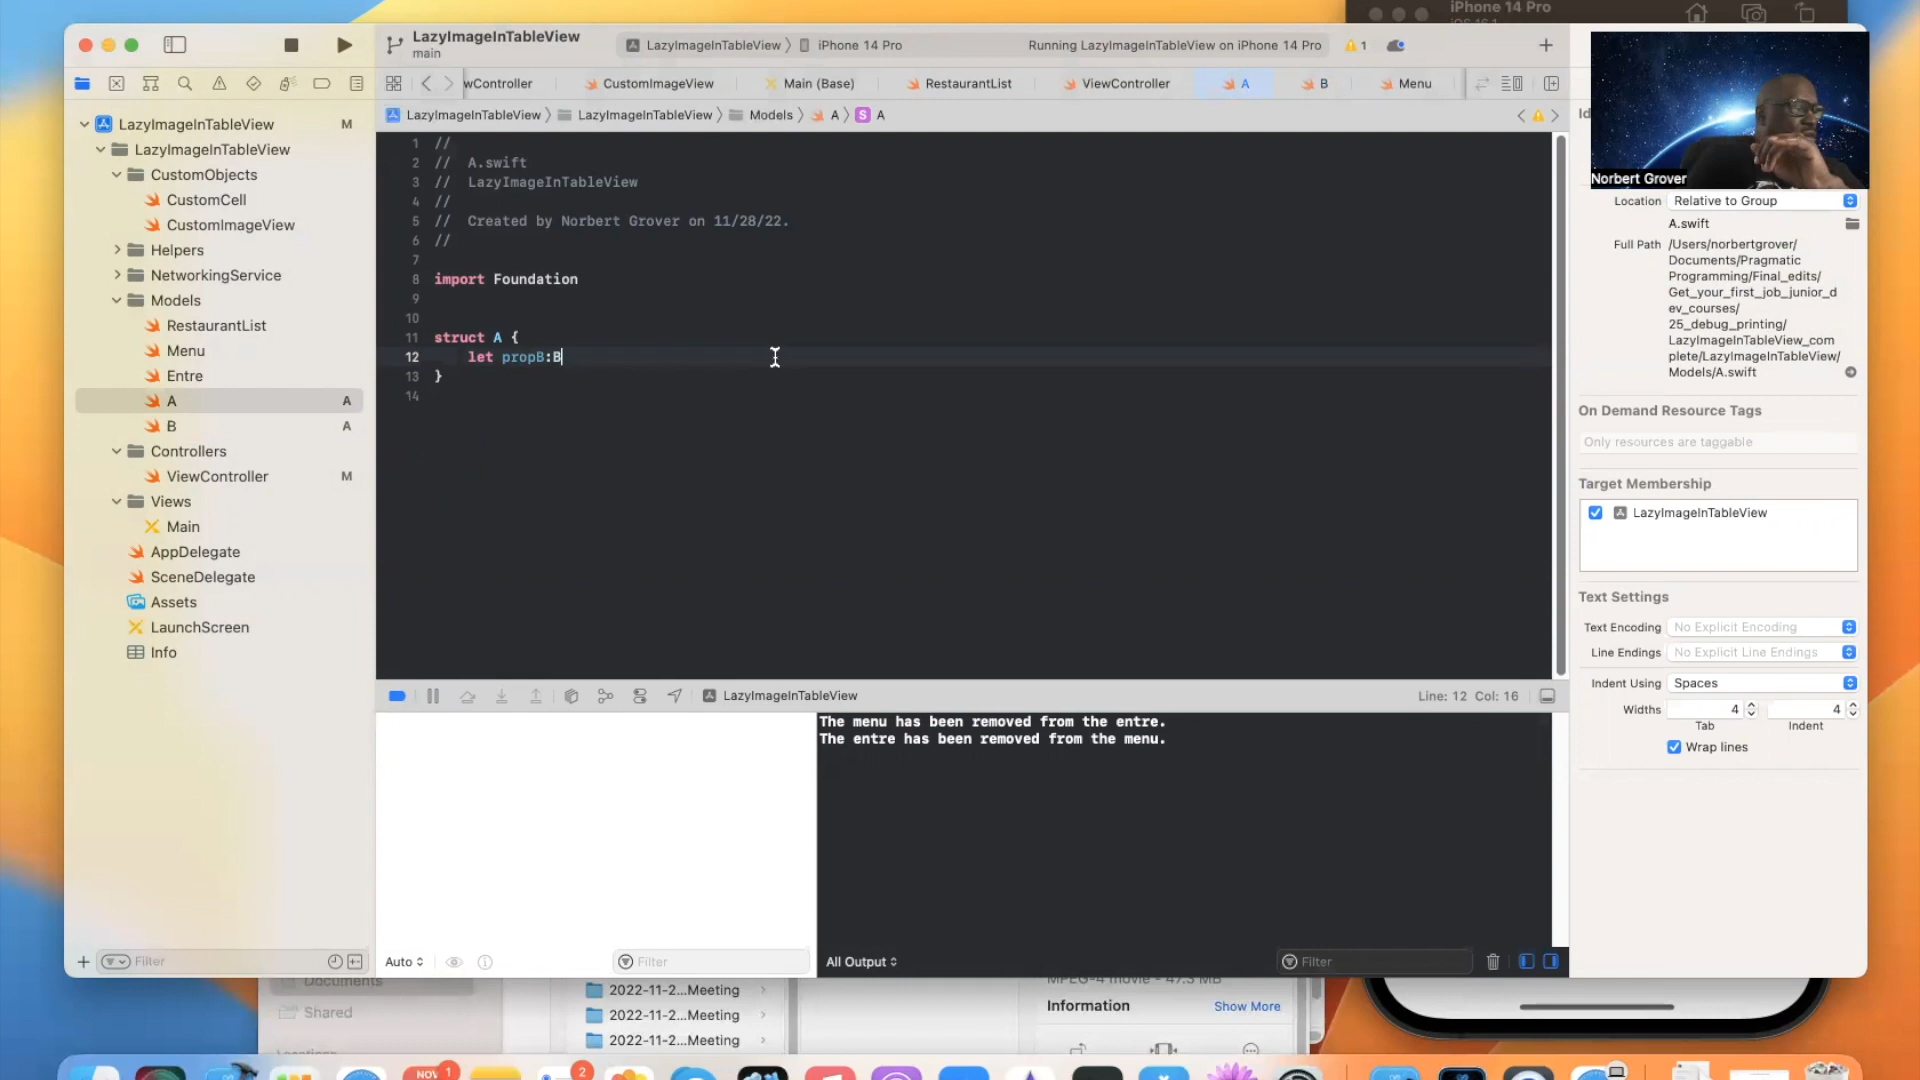 iPhone 14 Pro
LazyImageInTableView
main
LazyImageInTableView
iPhone 14 Pro
Running LazyImageInTableView on iPhone 14 Pro
1
wController
CustomImageView
Main (Base)
RestaurantList
ViewController
A
B
Menu
LazyImageInTableView
LazyImageInTableView
Models
A
S A
LazyImageInTableView M
LazyImageInTableView
CustomObjects
CustomCell
CustomImageView
Helpers
NetworkingService
Models
RestaurantList
Menu
Entre
A A
B A
Controllers
ViewController M
Views
Main
AppDelegate
SceneDelegate
Assets
LaunchScreen
Info
Filter
1 //
2 // A.swift
3 // LazyImageInTableView
4 //
5 // Created by Norbert Grover on 11/28/22.
6 //
7
8 import Foundation
9
10
11 struct A {
12 let propB:B
13 }
14
LazyImageInTableView
Line: 12 Col: 16
The menu has been removed from the entre.
The entre has been removed from the menu.
Auto
Filter
All Output
Filter
Norbert Grover
Location Relative to Group
A.swift
Full Path /Users/norbertgrover/
Documents/Pragmatic
Programming/Final_edits/
Get_your_first_job_junior_d
ev_courses/
25_debug_printing/
LazyImageInTableView_com
plete/LazyImageInTableView/
Models/A.swift
On Demand Resource Tags
Only resources are taggable
Target Membership
LazyImageInTableView
Text Settings
Text Encoding No Explicit Encoding
Line Endings No Explicit Line Endings
Indent Using Spaces
Widths 4 4
Tab Indent
Wrap lines
Documents
Shared
2022-11-2...Meeting
2022-11-2...Meeting
2022-11-2...Meeting
Information Show More
NOV 1
2